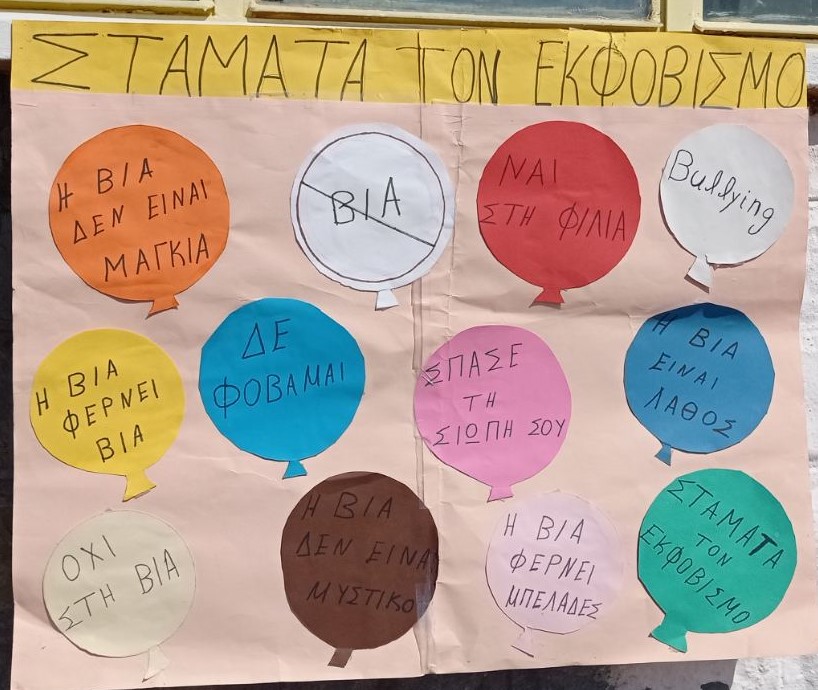 ΣΤΑΜΑΤΑ ΤΟΝ ΕΚΦΟΒΙΣΜΟ
Η ΒΙΑ
ΔΕΝ ΕΙΝΑΙ
ΜΑΓΚΙΑ
ΒΙΑ
ΝΑΙ
ΣΤΗ ΦΙΛΙΑ
Bullying
Η ΒΙΑ
ΦΕΡΝΕΙ
ΒΙΑ
ΔΕ
ΦΟΒΑΜΑΙ
ΣΠΑΣΕ
ΤΗ
ΣΙΩΠΗ ΣΟΥ
Η ΒΙΑ
ΕΙΝΑΙ
ΛΑΘΟΣ
ΟΧΙ
ΣΤΗ ΒΙΑ
Η ΒΙΑ
ΔΕΝ ΕΙΝΑΙ
ΜΥΣΤΙΚΟ
Η ΒΙΑ
ΦΕΡΝΕΙ
ΜΠΕΛΑΔΕΣ
ΣΤΑΜΑΤΑ
ΤΟΝ
ΕΚΦΟΒΙΣΜΟ